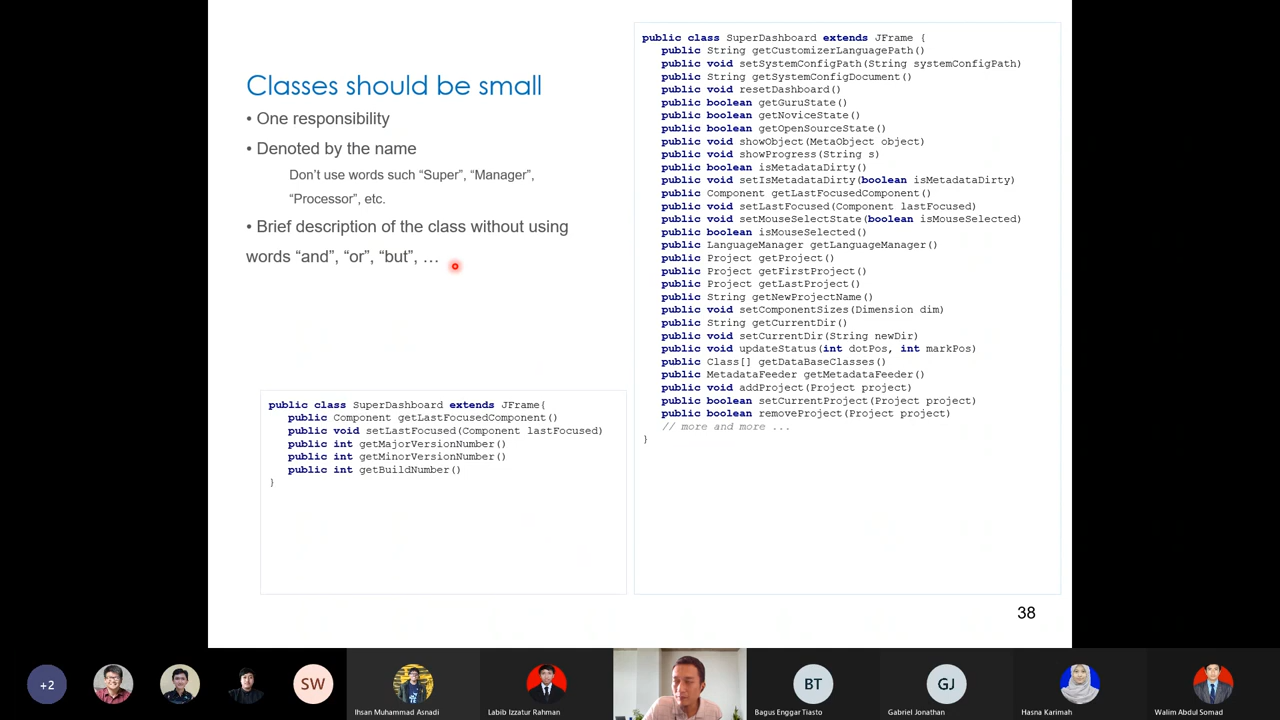 Classes should be small
• One responsibility
• Denoted by the name
Don’t use words such “Super”, “Manager”,
“Processor”, etc.
• Brief description of the class without using
words “and”, “or”, “but”, …
public class SuperDashboard extends JFrame{
public Component getLastFocusedComponent()
public void setLastFocused(Component lastFocused)
public int getMajorVersionNumber()
public int getMinorVersionNumber()
public int getBuildNumber()
}
public class SuperDashboard extends JFrame {
public String getCustomizerLanguagePath()
public void setSystemConfigPath(String systemConfigPath)
public String getSystemConfigDocument()
public void resetDashboard()
public boolean getGuruState()
public boolean getNoviceState()
public boolean getOpenSourceState()
public void showObject(MetaObject object)
public void showProgress(String s)
public boolean isMetadataDirty()
public void setIsMetadataDirty(boolean isMetadataDirty)
public Component getLastFocusedComponent()
public void setLastFocused(Component lastFocused)
public void setMouseSelectState(boolean isMouseSelected)
public boolean isMouseSelected()
public LanguageManager getLanguageManager()
public Project getProject()
public Project getFirstProject()
public Project getLastProject()
public String getNewProjectName()
public void setComponentSizes(Dimension dim)
public String getCurrentDir()
public void setCurrentDir(String newDir)
public void updateStatus(int dotPos, int markPos)
public Class[] getDataBaseClasses()
public MetadataFeeder getMetadataFeeder()
public void addProject(Project project)
public boolean setCurrentProject(Project project)
public boolean removeProject(Project project)
// more and more ...
}
38
+2
SW
Ihsan Muhammad Asnadi
Labib Izzatur Rahman
BT
Bagus Enggar Tiasto
GJ
Gabriel Jonathan
Hasna Karimah
Walim Abdul Somad